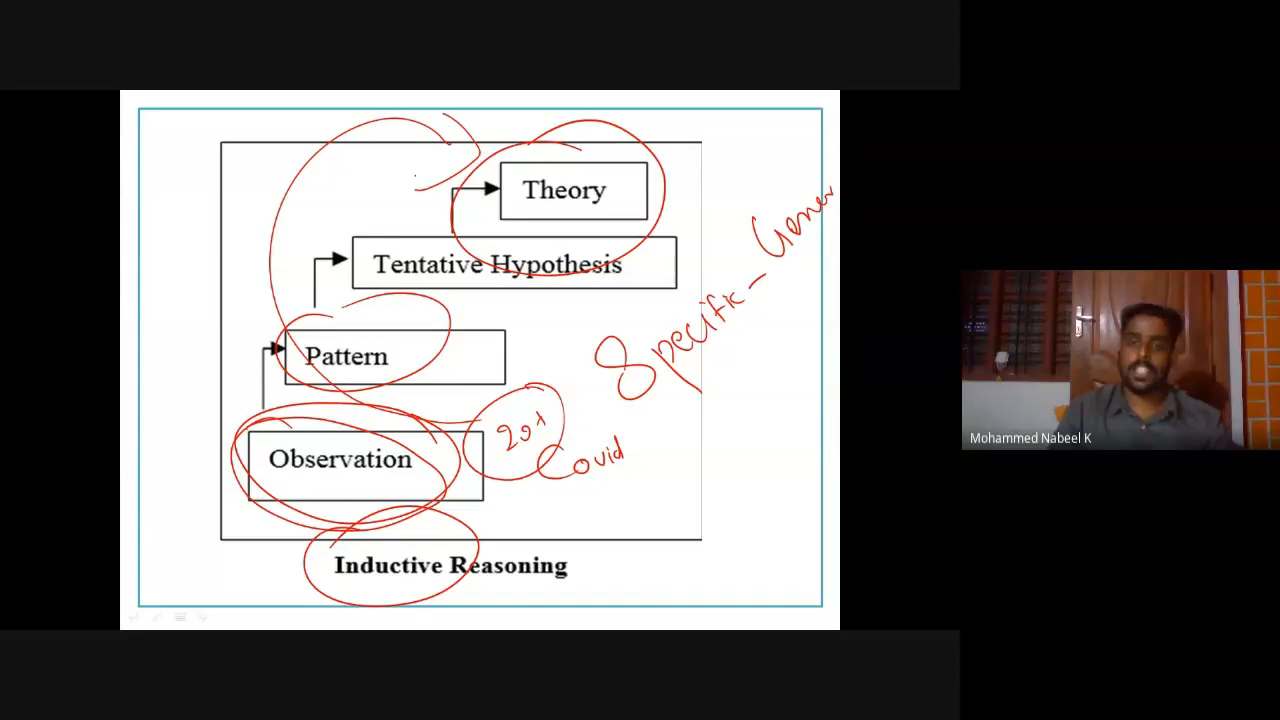 Theory
Tentative Hypothesis
Pattern
Observation
Covid
Specific - Gener
Inductive Reasoning
Mohammed Nabeel K